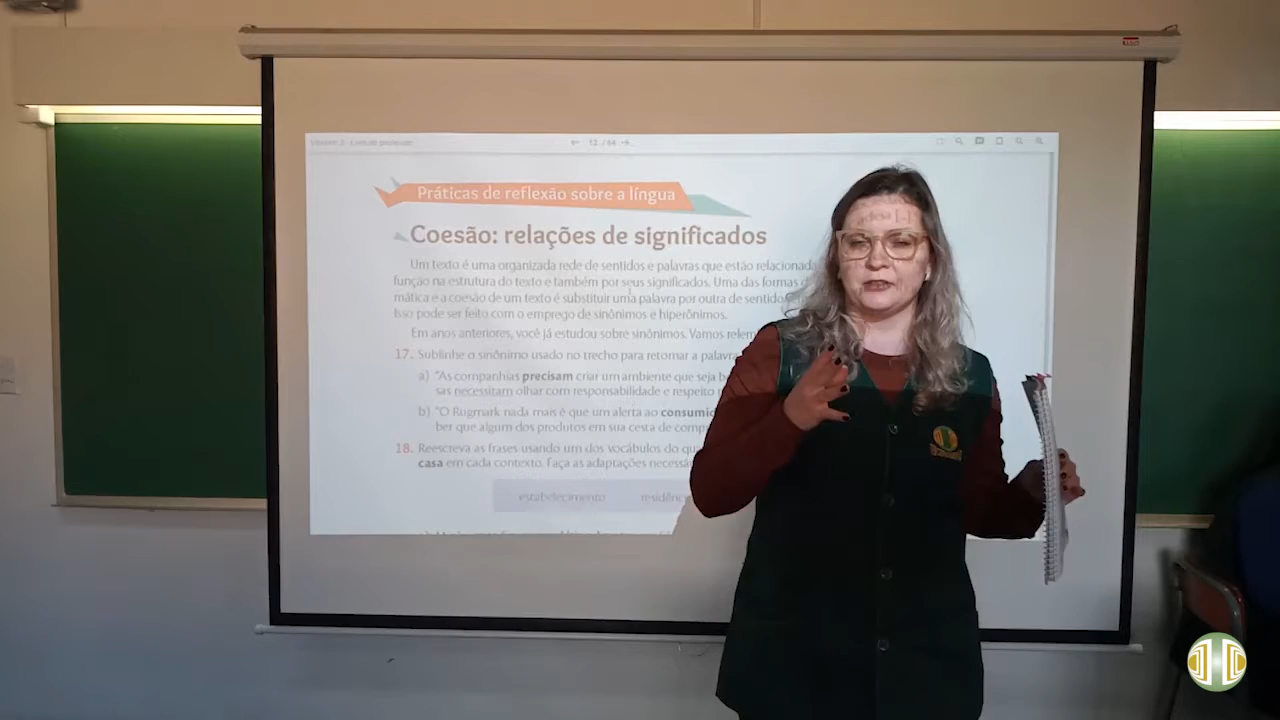 12 / 64
Práticas de reflexão sobre a língua
Coesão: relações de significados
Um texto é uma organizada rede de sentidos e palavras que estão relacionad
função na estrutura do texto e também por seus significados. Uma das formas d
mática e a coesão de um texto é substituir uma palavra por outra de sentido
Isso pode ser feito com o emprego de sinônimos e hiperônimos.
Em anos anteriores, você já estudou sobre sinônimos. Vamos relem
17. Sublinhe o sinônimo usado no trecho para retomar a palavra
a) "As companhias precisam criar um ambiente que seja b
sas necessitam olhar com responsabilidade e respeito
b) "O Rugmark nada mais é que um alerta ao consumid
ber que algum dos produtos em sua cesta de comp
18. Reescreva as frases usando um dos vocábulos do qu
casa em cada contexto. Faça as adaptações necessár
estabelecimento residênci